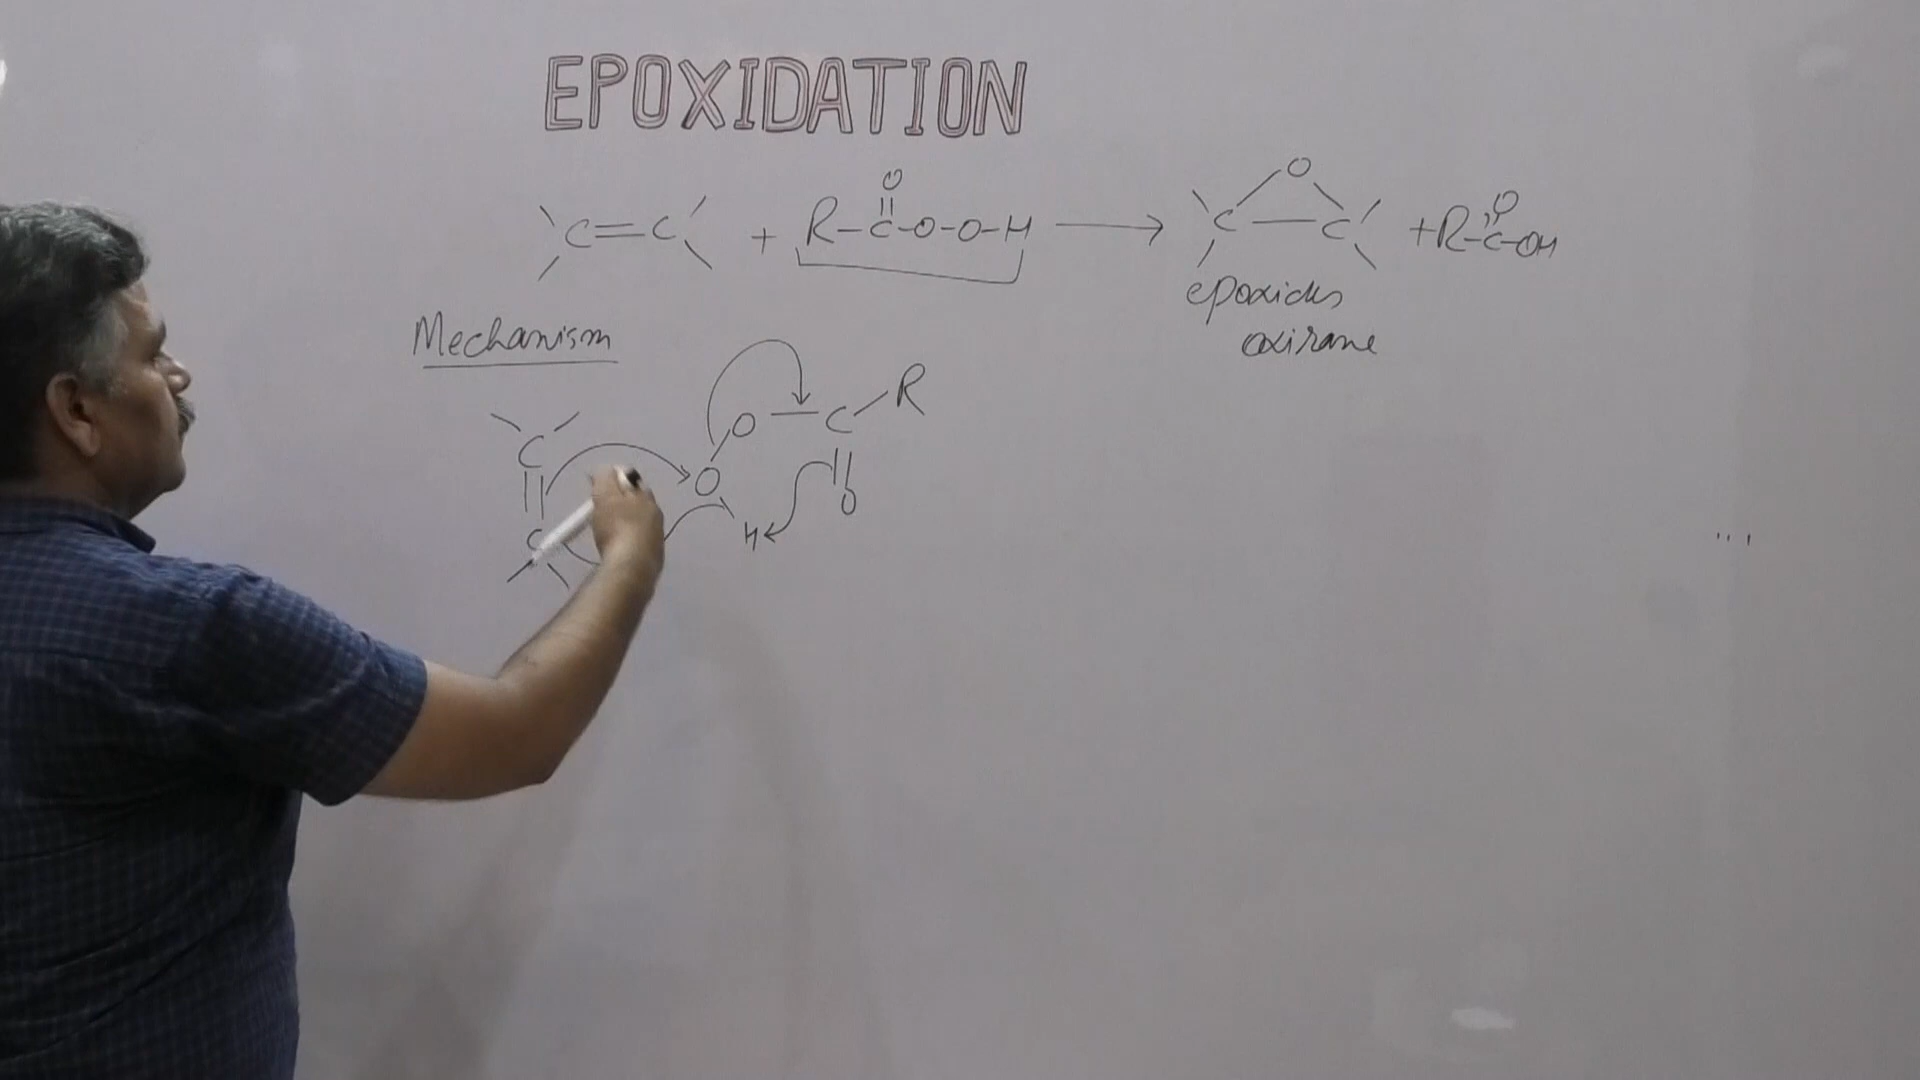 EPOXIDATION
C=C + R-C(=O)-O-O-H → C-C(O) + R-C(=O)-OH
epoxides
oxirane
Mechanism
O-C-R
C
O
O
C
H